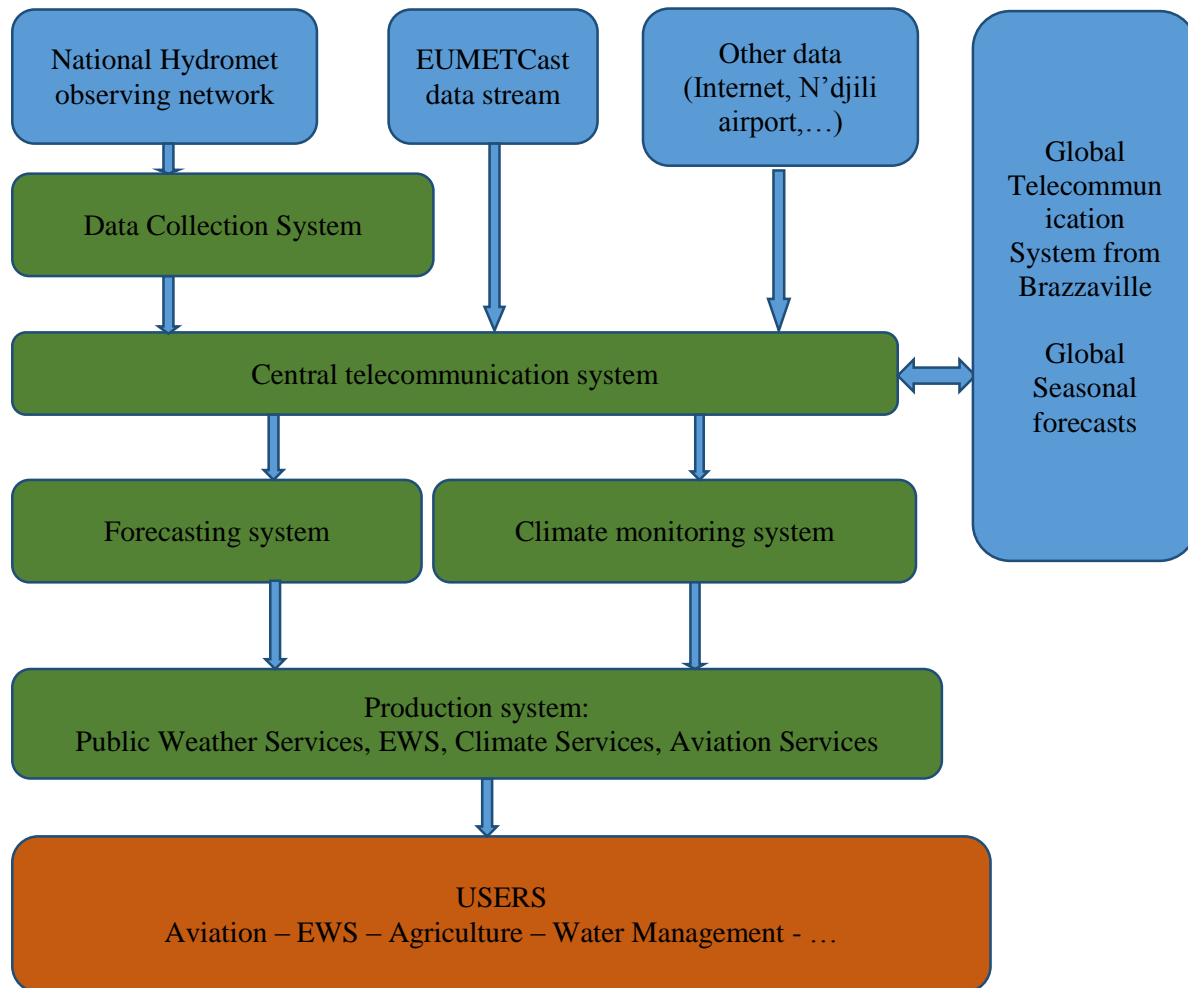 National Hydromet
observing network
EUMETCast
data stream
Other data
(Internet, N’djili
airport,…)
Global
Telecommun
ication
System from
Brazzaville
Global
Seasonal
forecasts
Data Collection System
Central telecommunication system
Forecasting system
Climate monitoring system
Production system:
Public Weather Services, EWS, Climate Services, Aviation Services
USERS
Aviation – EWS – Agriculture – Water Management - …